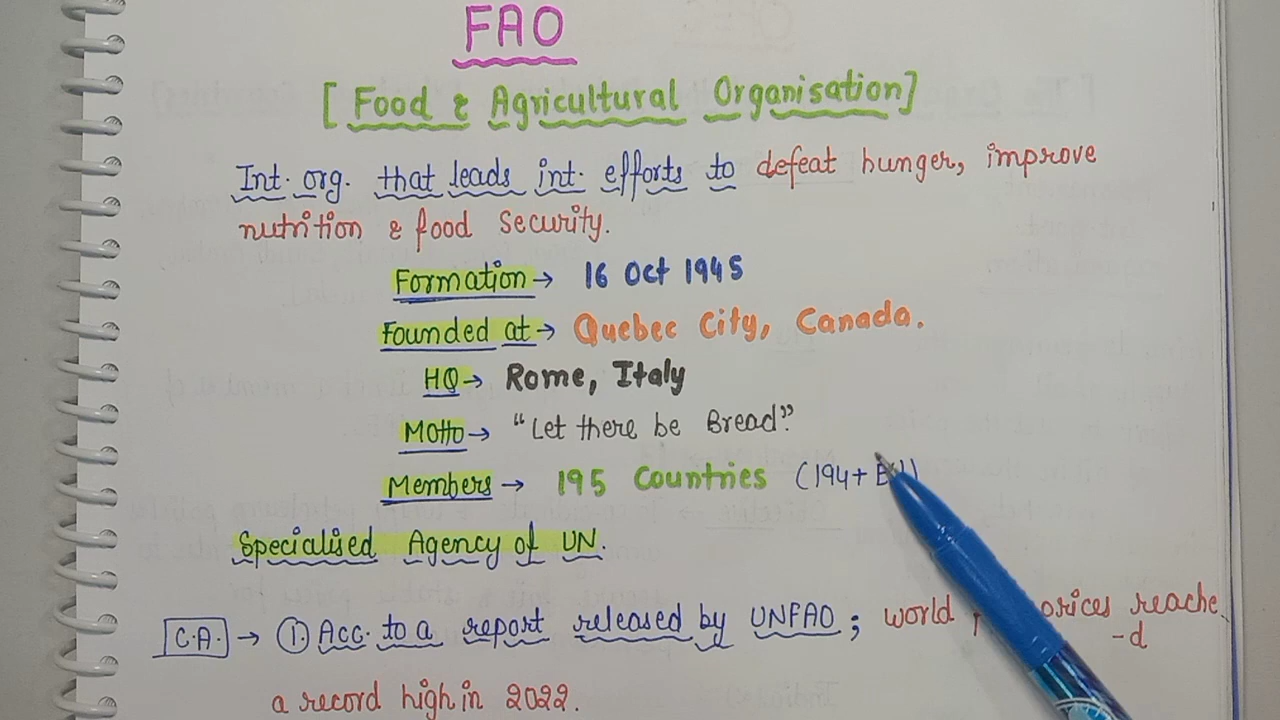 FAO
[Food & Agricultural Organisation]
Int. org. that leads int. efforts to defeat hunger, improve
nutrition & food security.
Formation → 16 Oct 1945
Founded at → Quebec City, Canada.
HQ → Rome, Italy
Motto → "Let there be Bread".
Members → 195 Countries (194+
Specialised Agency of UN.
C.A. → ① Acc. to a report released by UNFAO; world prices reache
-d
a record high in 2022.